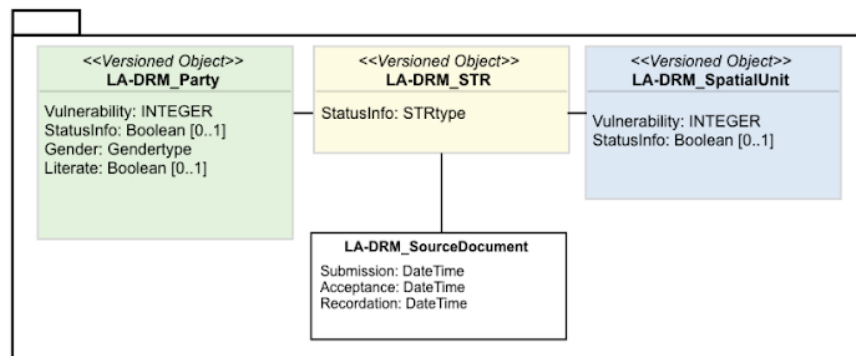 <<Versioned Object>>
LA-DRM_Party
Vulnerability: INTEGER
StatusInfo: Boolean [0..1]
Gender: Gendertype
Literate: Boolean [0..1]
<<Versioned Object>>
LA-DRM_STR
StatusInfo: STRtype
<<Versioned Object>>
LA-DRM_SpatialUnit
Vulnerability: INTEGER
StatusInfo: Boolean [0..1]
LA-DRM_SourceDocument
Submission: DateTime
Acceptance: DateTime
Recordation: DateTime